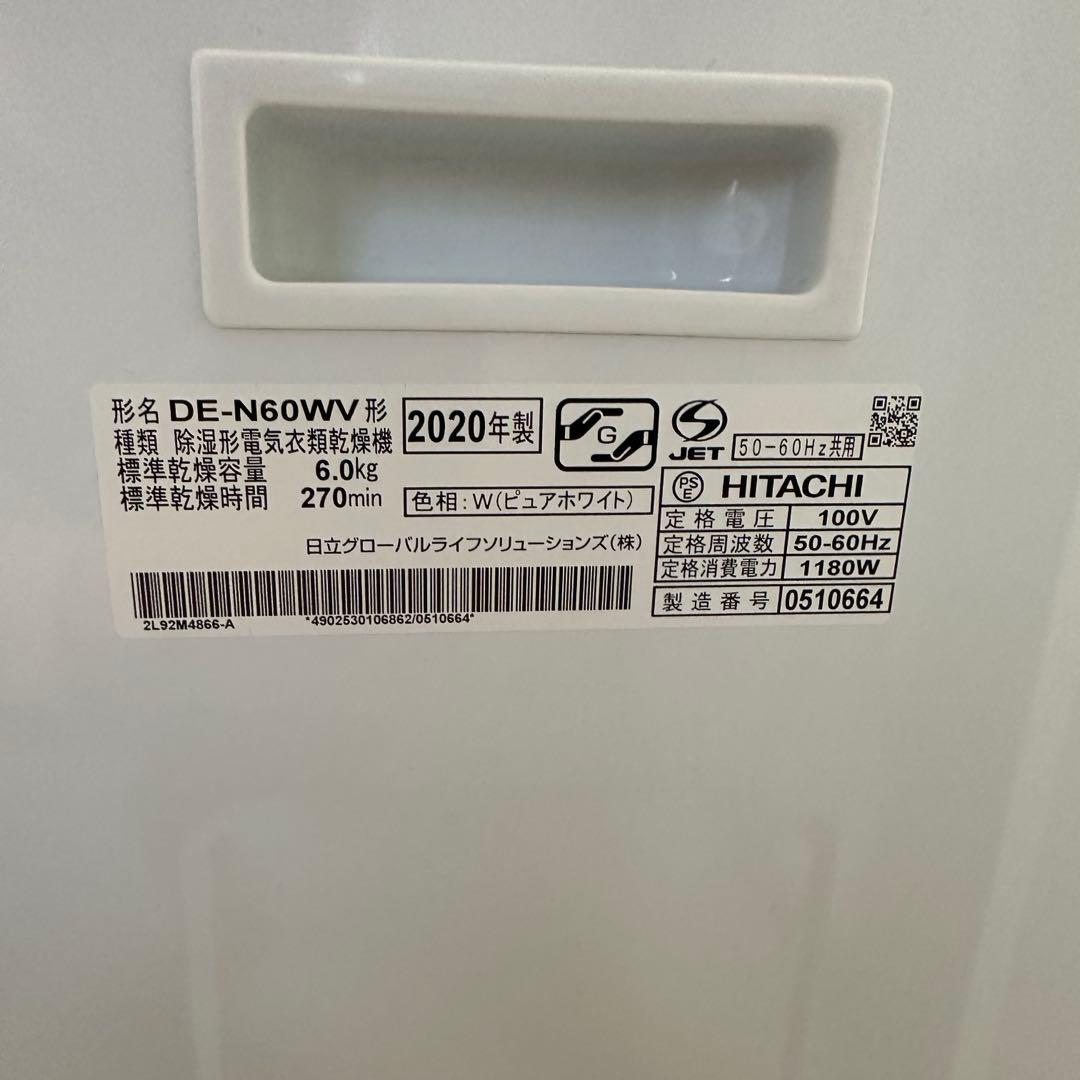 形名 DE-N60WV 形
種類 除湿形電気衣類乾燥機
標準乾燥容量 6.0kg
標準乾燥時間 270min
2020年製
G
色相:W(ピュアホワイト)
日立グローバルライフソリューションズ(株)
2L92M4866-A
*4902530106862/0510664*
S
JET
50-60Hz共用
PS
E
HITACHI
定格電圧 100V
定格周波数 50-60Hz
定格消費電力 1180W
製造番号 0510664